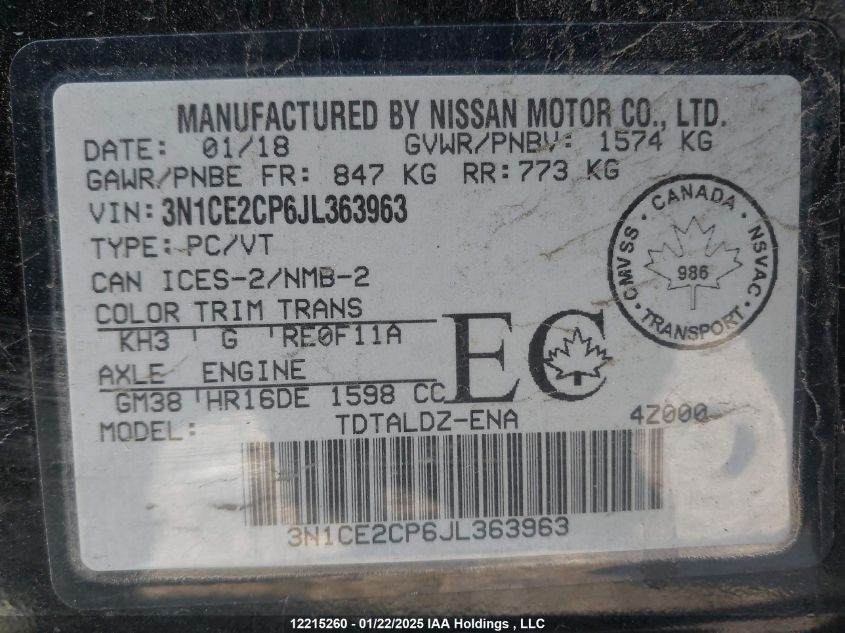 MANUFACTURED BY NISSAN MOTOR CO., LTD.
DATE: 01/18 GVWR/PNBV: 1574 KG
GAWR/PNBE FR: 847 KG RR:773 KG
VIN: 3N1CE2CP6JL363963
TYPE: PC/VT
CAN ICES-2/NMB-2
COLOR TRIM TRANS
KH3 G RE0F11A
AXLE ENGINE
GM38 HR16DE 1598 CC
EC
CANADA · NSVAC · TRANSPORT · CMVSS ·
986
MODEL: TDTALDZ-ENA 4Z000
3N1CE2CP6JL363963
12215260 - 01/22/2025 IAA Holdings , LLC